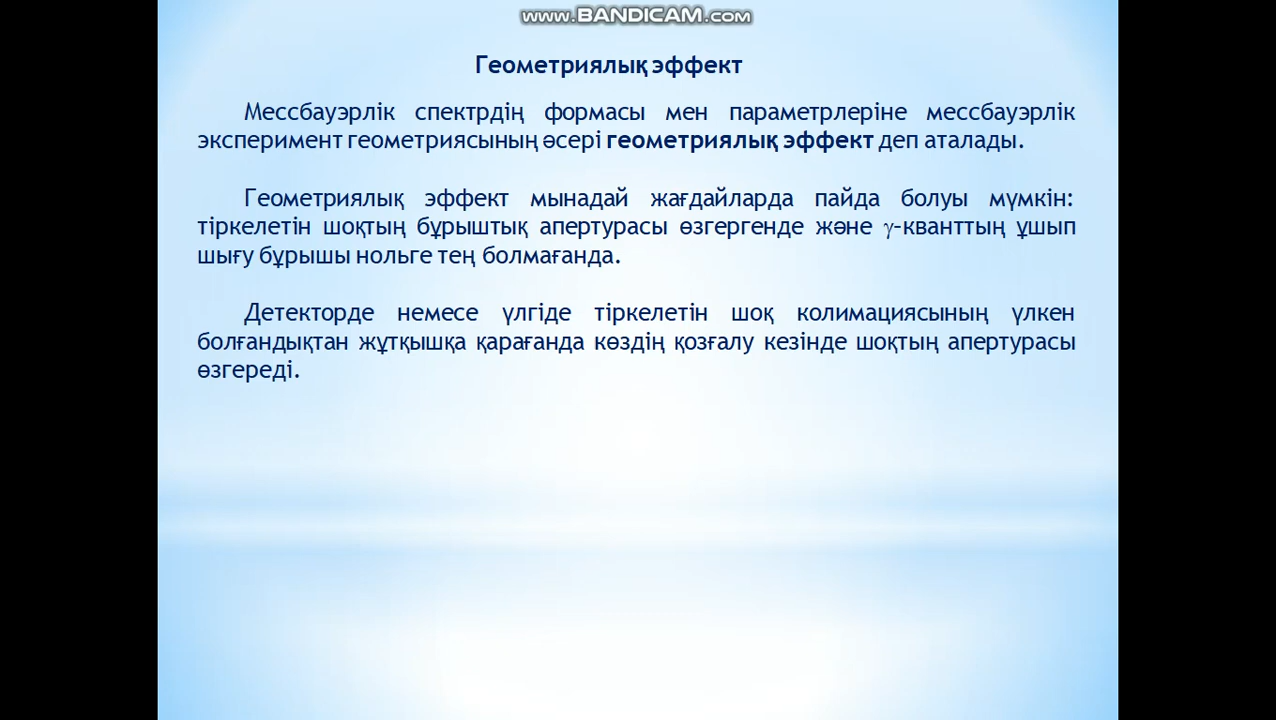 www.BANDICAM.com
Геометриялық эффект
Мессбауэрлік спектрдің формасы мен параметрлеріне мессбауэрлік
эксперимент геометриясының әсері геометриялық эффект деп аталады.
Геометриялық эффект мынадай жағдайларда пайда болуы мүмкін:
тіркелетін шоқтың бұрыштық апертурасы өзгергенде және γ-кванттың ұшып
шығу бұрышы нольге тең болмағанда.
Детекторде немесе үлгіде тіркелетін шоқ колимациясының үлкен
болғандықтан жұтқышқа қарағанда көздің қозғалу кезінде шоқтың апертурасы
өзгереді.